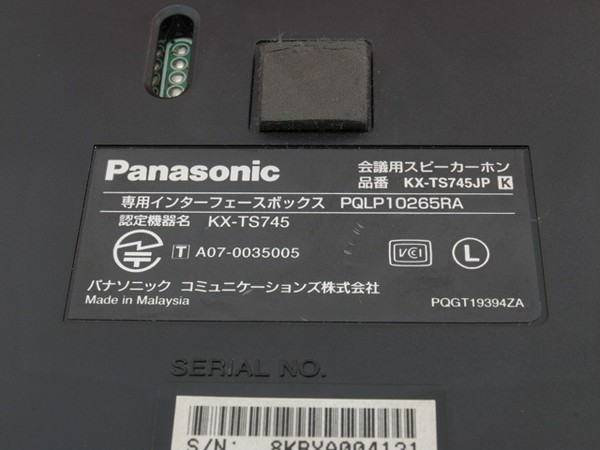 Panasonic
会議用スピーカーホン
品番 KX-TS745JP K
専用インターフェースボックス PQLP10265RA
認定機器名 KX-TS745
T A07-0035005
VCI
L
パナソニック コミュニケーションズ株式会社
Made in Malaysia
PQGT19394ZA
SERIAL NO.
S/N: 8KBYA004131